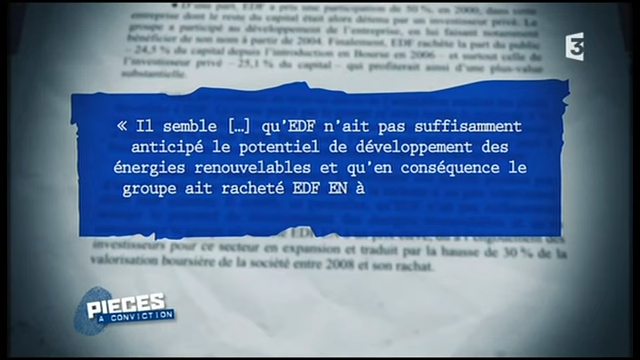 D'une part, EDF a pris une participation de 50 %, en 2000, dans cette
entreprise dont le reste du capital était alors détenu par un investisseur privé. Le
groupe a participé au développement de l'entreprise, en lui faisant notamment
bénéficier de son nom à partir de 2004. Finalement, EDF rachète la part du public
– 24,5 % du capital depuis l'introduction en Bourse en 2006 – et surtout celle de
l'investisseur privé – 25,1 % du capital – qui profiterait ainsi d'une plus-value
substantielle.
3
« Il semble […] qu'EDF n'ait pas suffisamment
anticipé le potentiel de développement des
énergies renouvelables et qu'en conséquence le
groupe ait racheté EDF EN à
investisseurs pour ce secteur en expansion et traduit par la hausse de 30 % de la
valorisation boursière de la société entre 2008 et son rachat.
PIECES
A CONVICTION